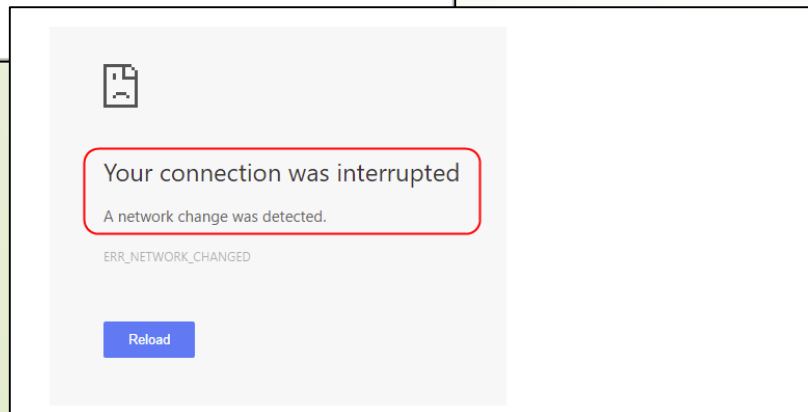 Your connection was interrupted
A network change was detected.
ERR_NETWORK_CHANGED
Reload